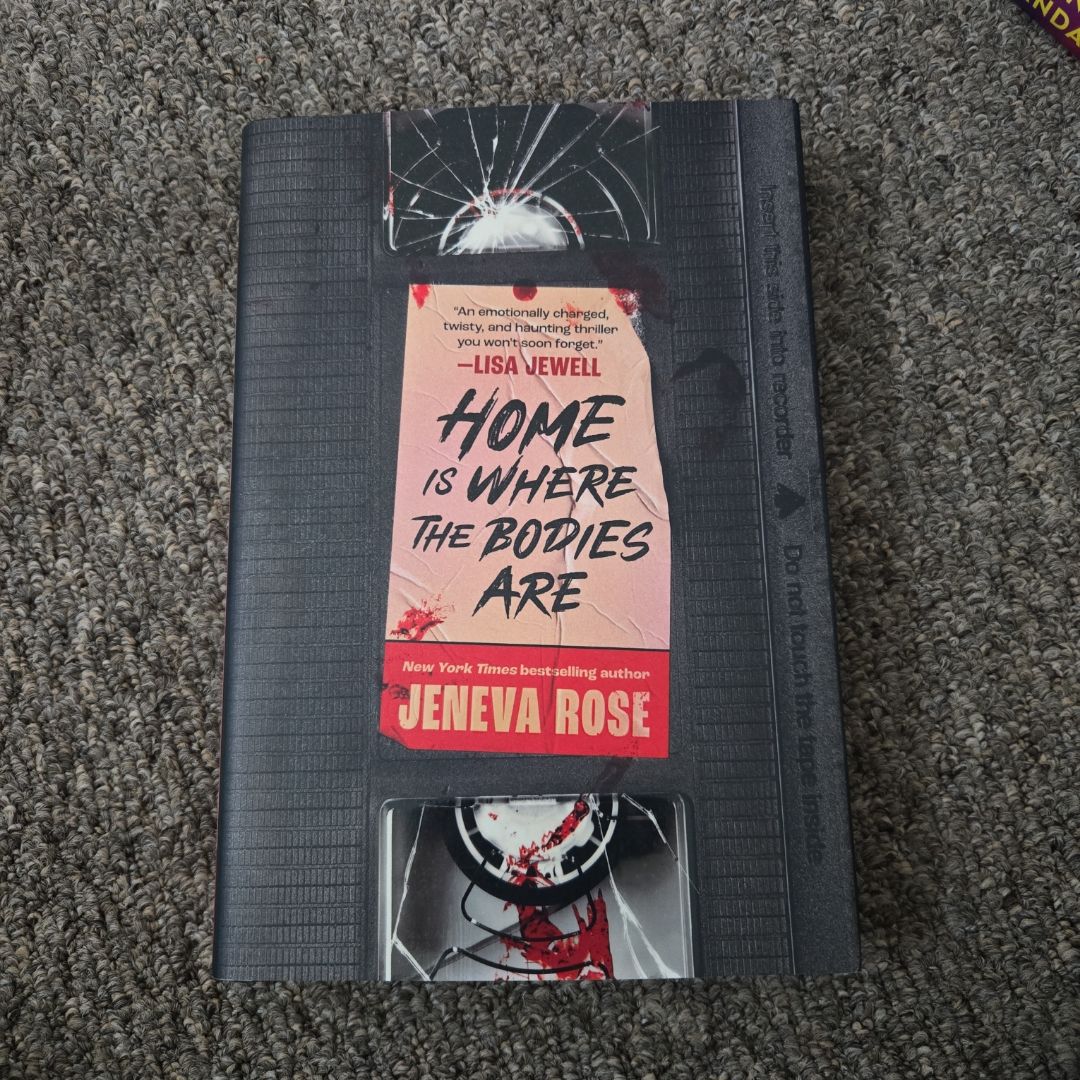 “An emotionally charged,
twisty, and haunting thriller
you won't soon forget.”
—LISA JEWELL
HOME
IS WHERE
THE BODIES
ARE
New York Times bestselling author
JENEVA ROSE
Insert this side into recorder
Do not touch the tape inside